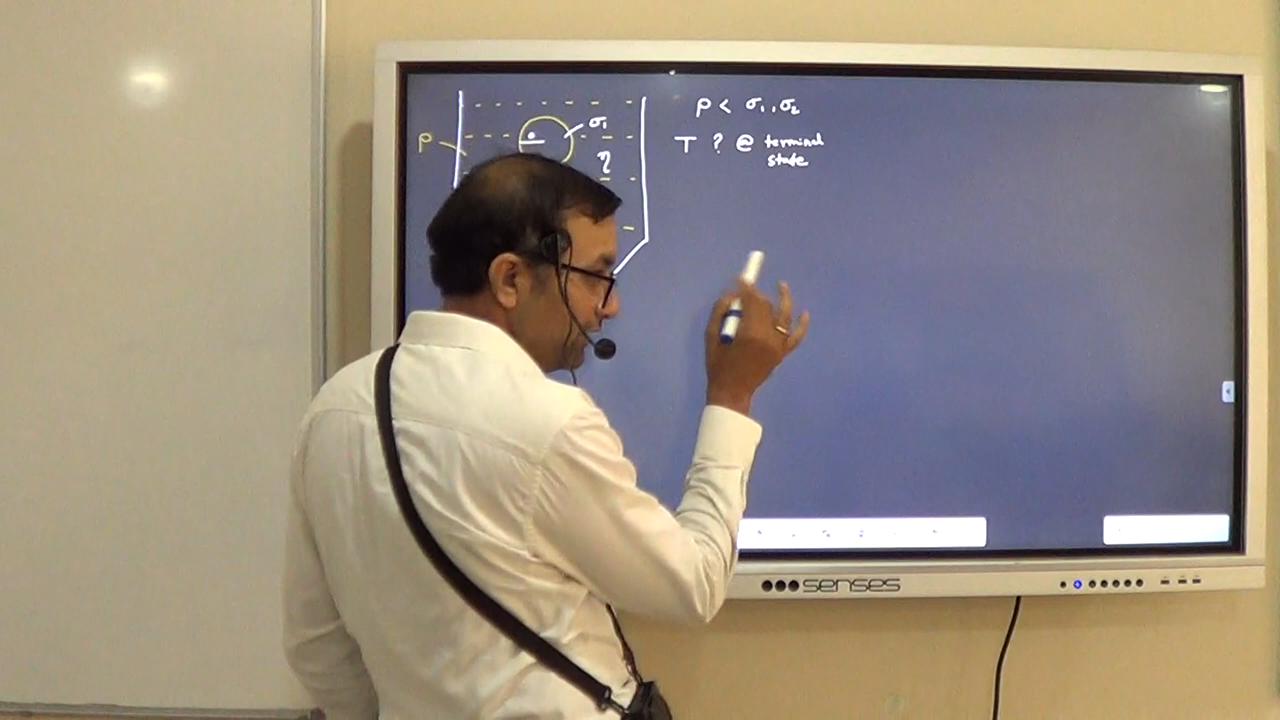 ρ < σ₁, σ₂
σ₁
ρ
T ? @ terminal
state
η
senses